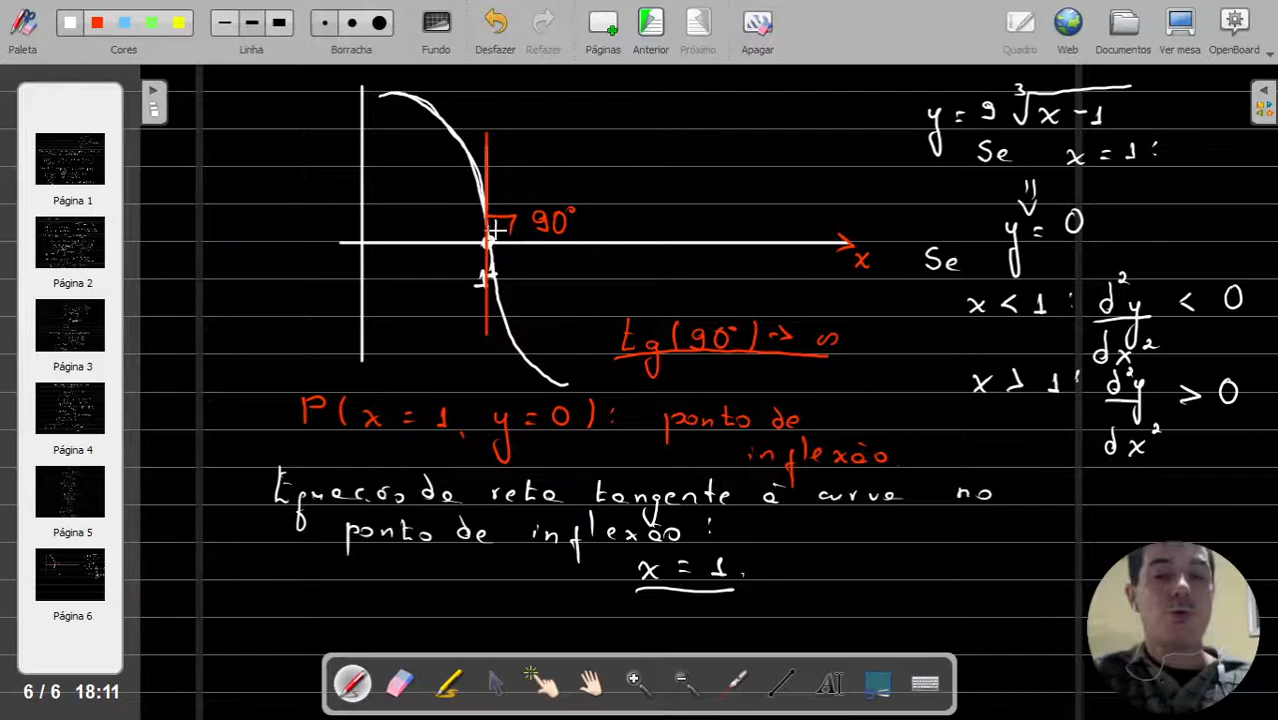 Paleta
Cores
Linha
Borracha
Fundo
Desfazer
Refazer
Páginas
Anterior
Próximo
Apagar
Quadro
Web
Documentos
Ver mesa
OpenBoard
Página 1
Página 2
Página 3
Página 4
Página 5
Página 6
6 / 6 18:11
90°
x
1
tg(90°) → ∞
P(x = 1, y = 0): ponto de
inflexão.
Equação da reta tangente à curva no
ponto de inflexão:
x = 1.
y = 9 ∛(x - 1)
Se x = 1:
⇓
y = 0
Se
x < 1: d²y/dx² < 0
x > 1: d²y/dx² > 0